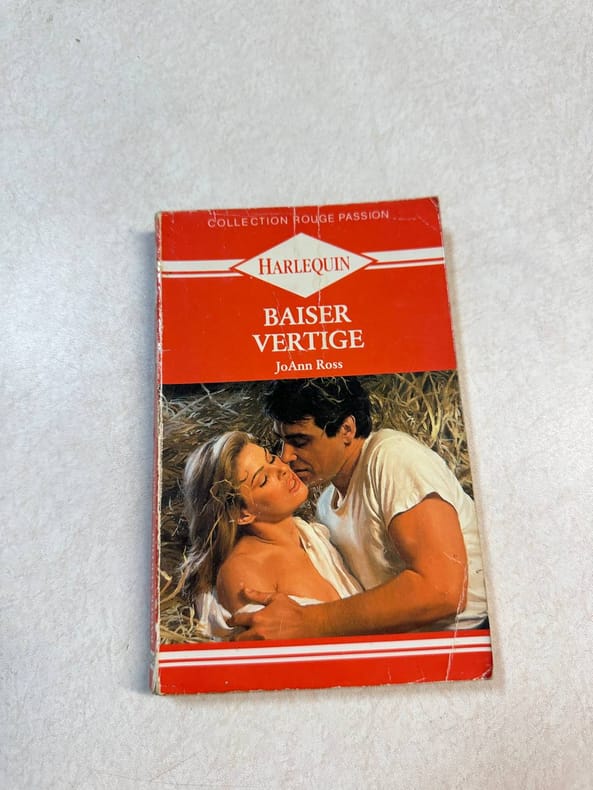 COLLECTION ROUGE PASSION
HARLEQUIN
BAISER
VERTIGE
JoAnn Ross